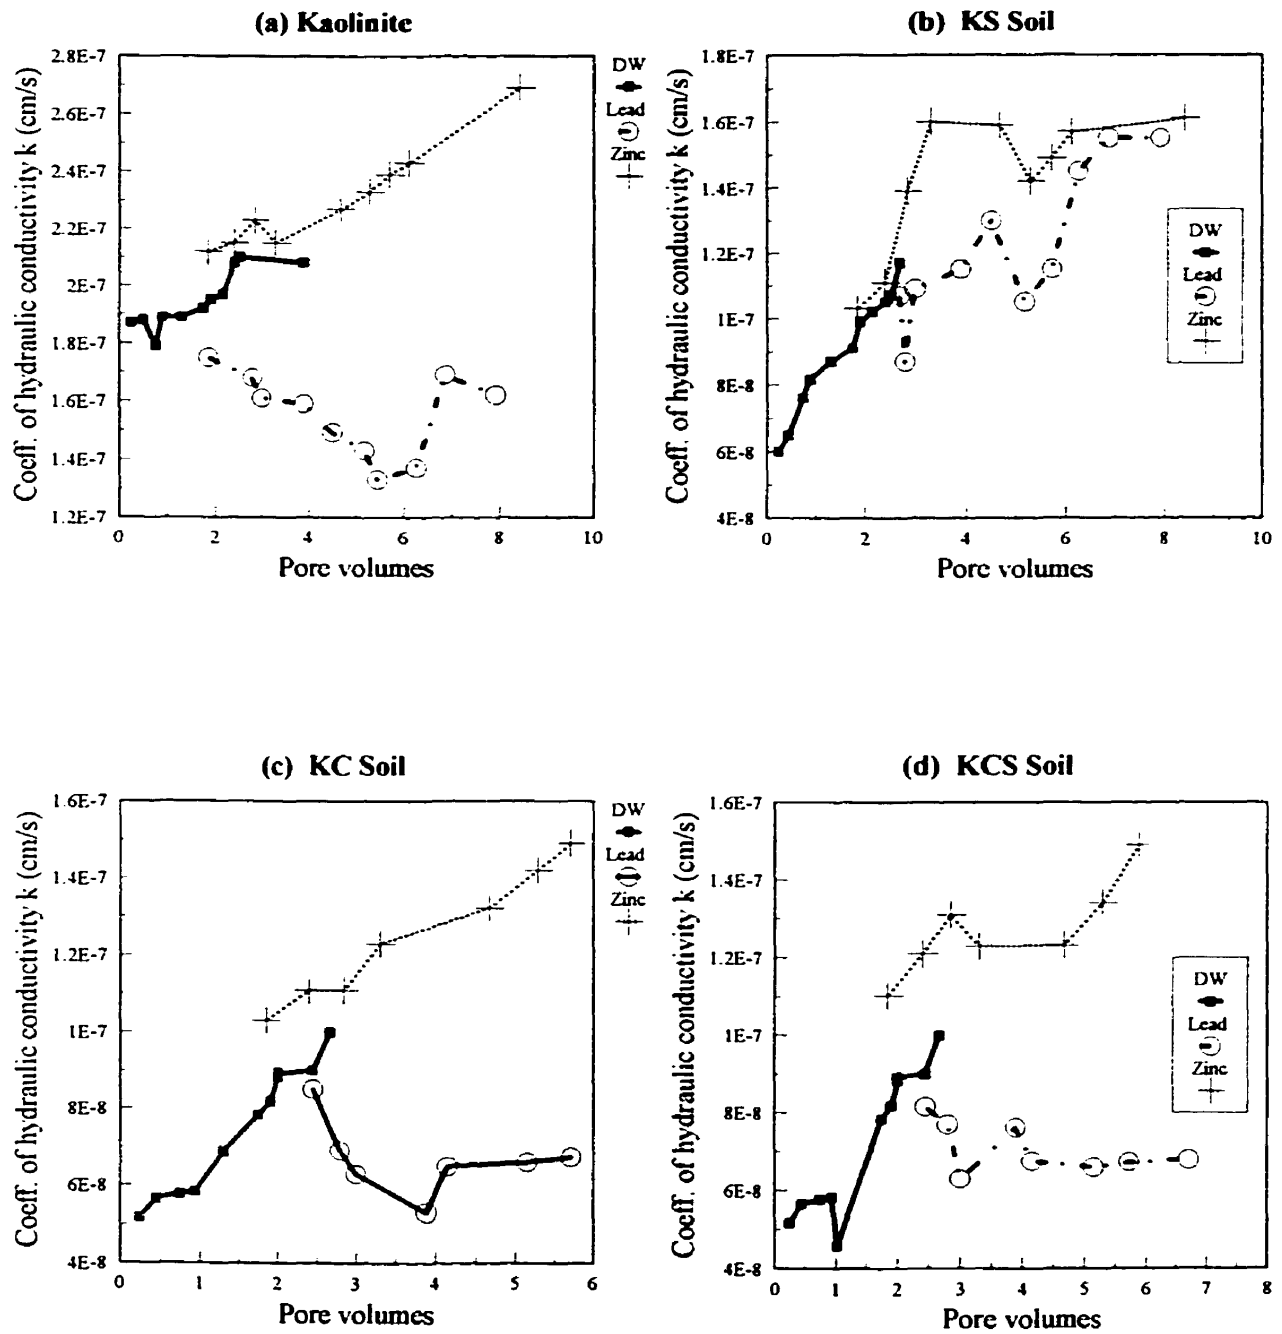 (a) Kaolinite
Coeff. of hydraulic conductivity k (cm/s)
2.8E-7
2.6E-7
2.4E-7
2.2E-7
2E-7
1.8E-7
1.6E-7
1.4E-7
1.2E-7
0 2 4 6 8 10
Pore volumes
DW
Lead
Zinc
(b) KS Soil
Coeff. of hydraulic conductivity k (cm/s)
1.8E-7
1.6E-7
1.4E-7
1.2E-7
1E-7
8E-8
6E-8
4E-8
0 2 4 6 8 10
Pore volumes
DW
Lead
Zinc
(c) KC Soil
Coeff. of hydraulic conductivity k (cm/s)
1.6E-7
1.4E-7
1.2E-7
1E-7
8E-8
6E-8
4E-8
0 1 2 3 4 5 6
Pore volumes
DW
Lead
Zinc
(d) KCS Soil
Coeff. of hydraulic conductivity k (cm/s)
1.6E-7
1.4E-7
1.2E-7
1E-7
8E-8
6E-8
4E-8
0 1 2 3 4 5 6 7 8
Pore volumes
DW
Lead
Zinc